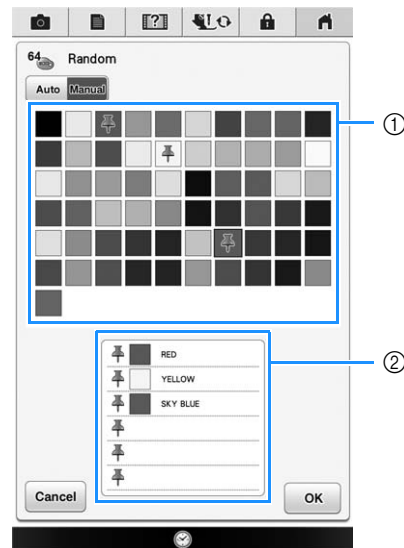 64 Random
Auto Manual
①
②
RED
YELLOW
SKY BLUE
Cancel OK